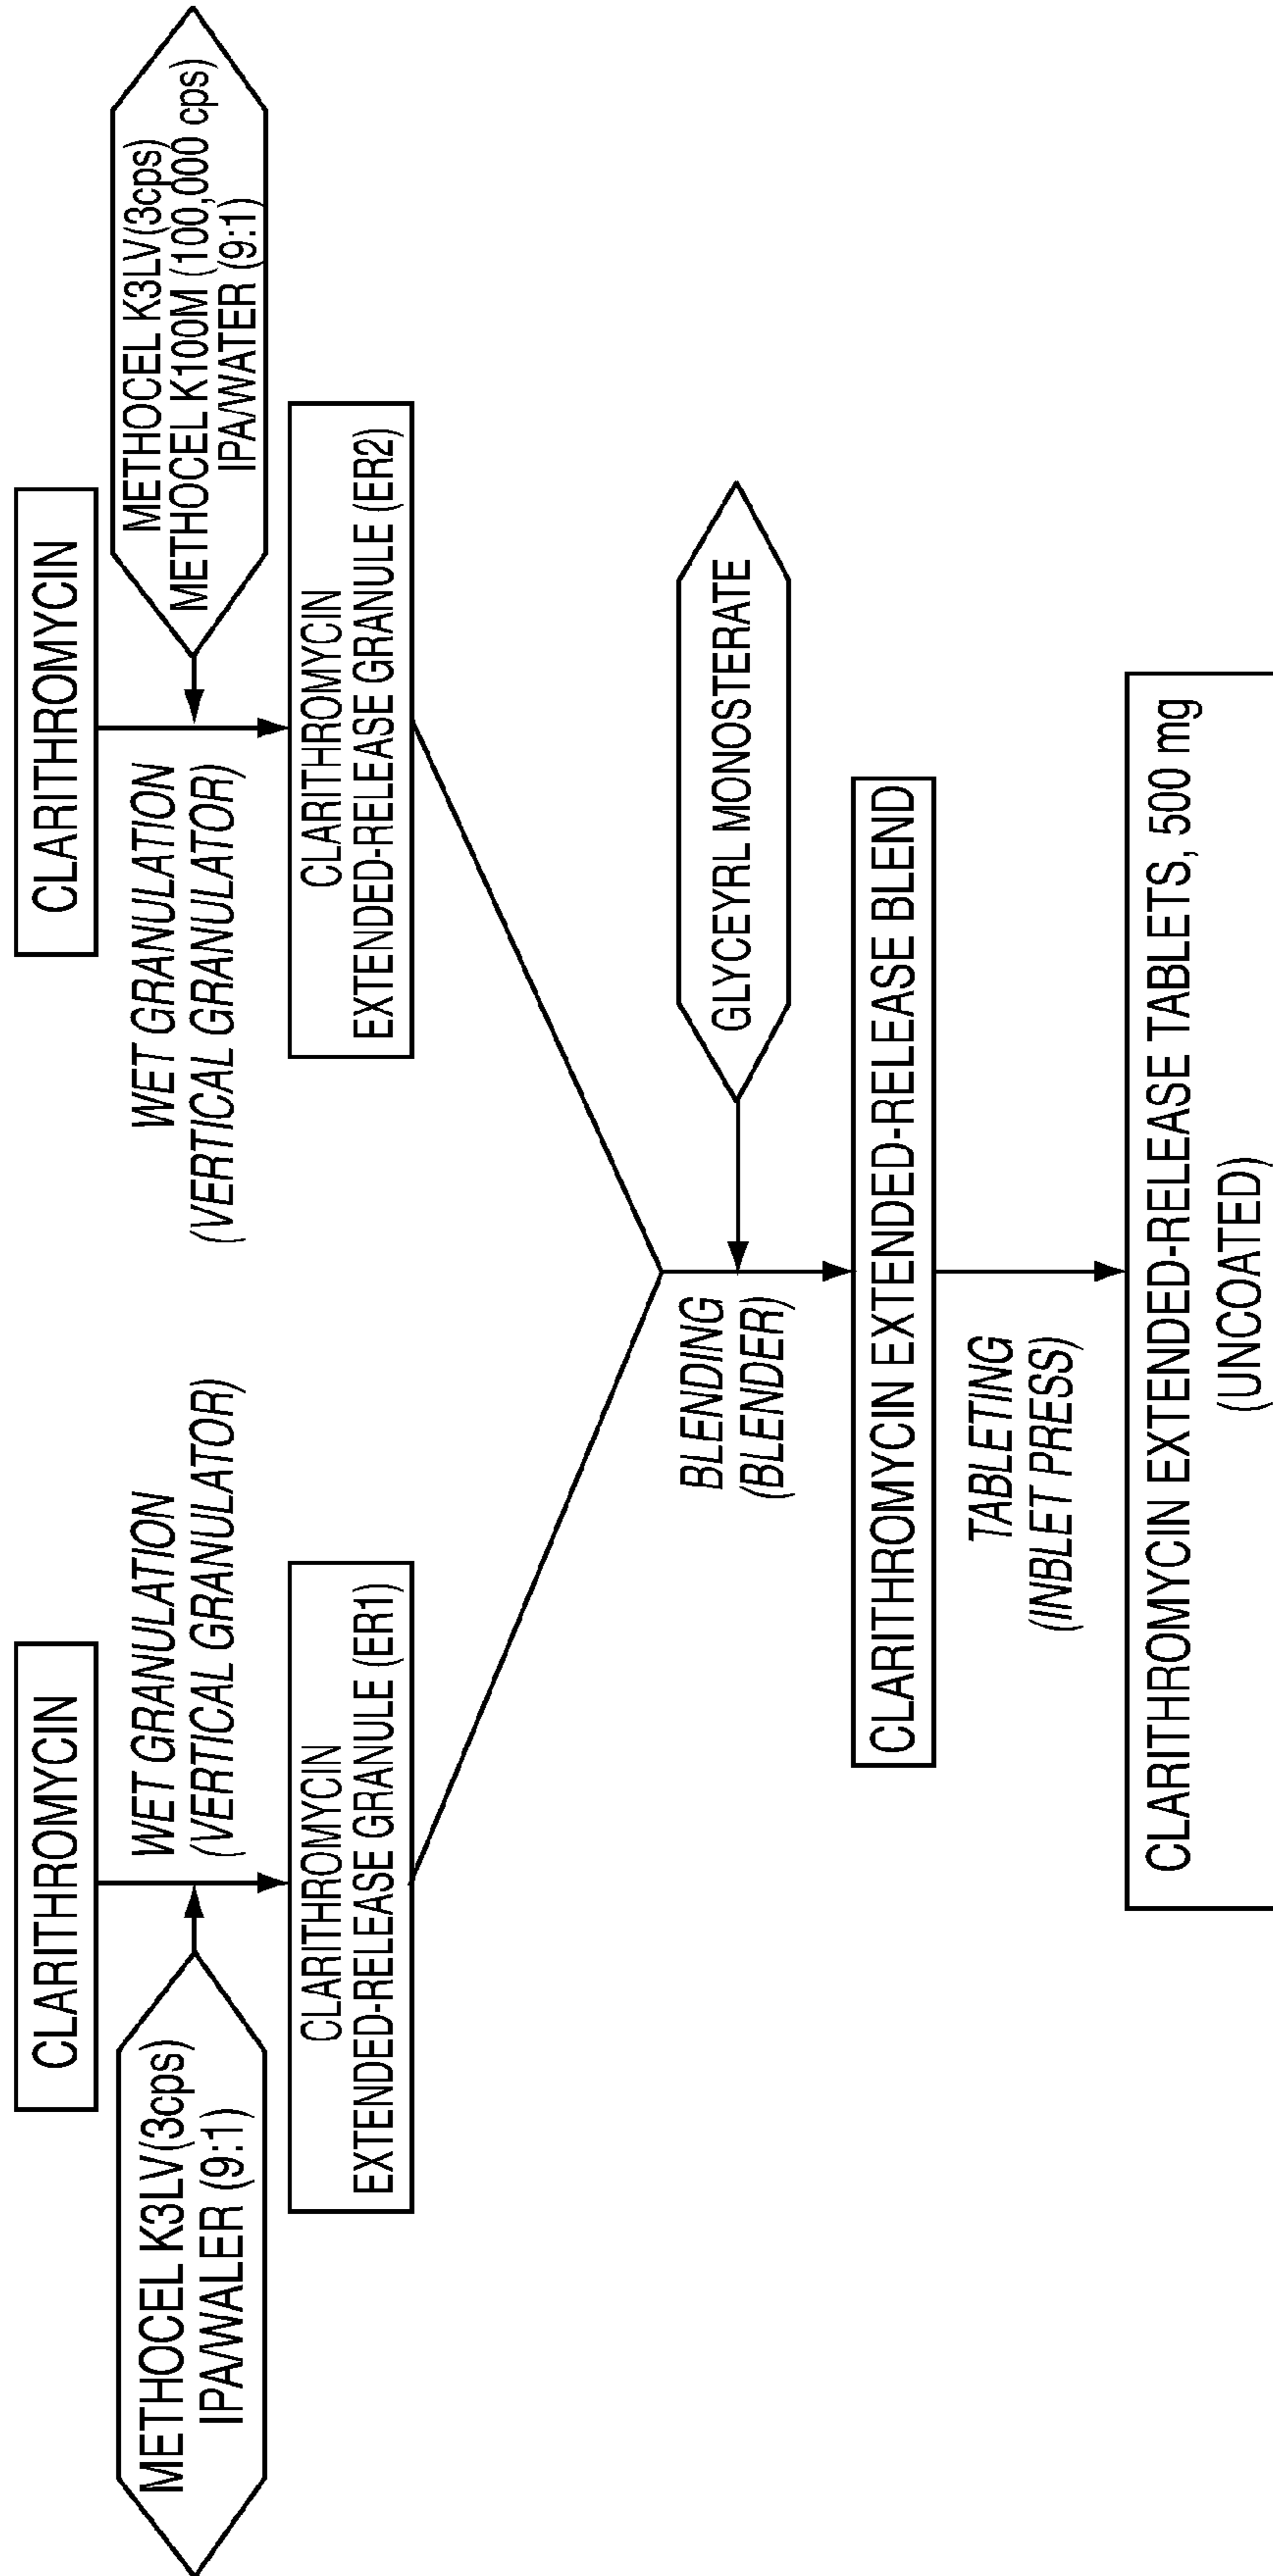 CLARITHROMYCIN
METHOCEL K3LV(3cps)
IPA/WALER (9:1)
WET GRANULATION
(VERTICAL GRANULATOR)
CLARITHROMYCIN
EXTENDED-RELEASE GRANULE (ER1)
CLARITHROMYCIN
WET GRANULATION
(VERTICAL GRANULATOR)
METHOCEL K3LV(3cps)
METHOCEL K100M (100,000 cps)
IPA/WATER (9:1)
CLARITHROMYCIN
EXTENDED-RELEASE GRANULE (ER2)
BLENDING
(BLENDER)
GLYCEYRL MONOSTERATE
CLARITHROMYCIN EXTENDED-RELEASE BLEND
TABLETING
(INBLET PRESS)
CLARITHROMYCIN EXTENDED-RELEASE TABLETS, 500 mg
(UNCOATED)